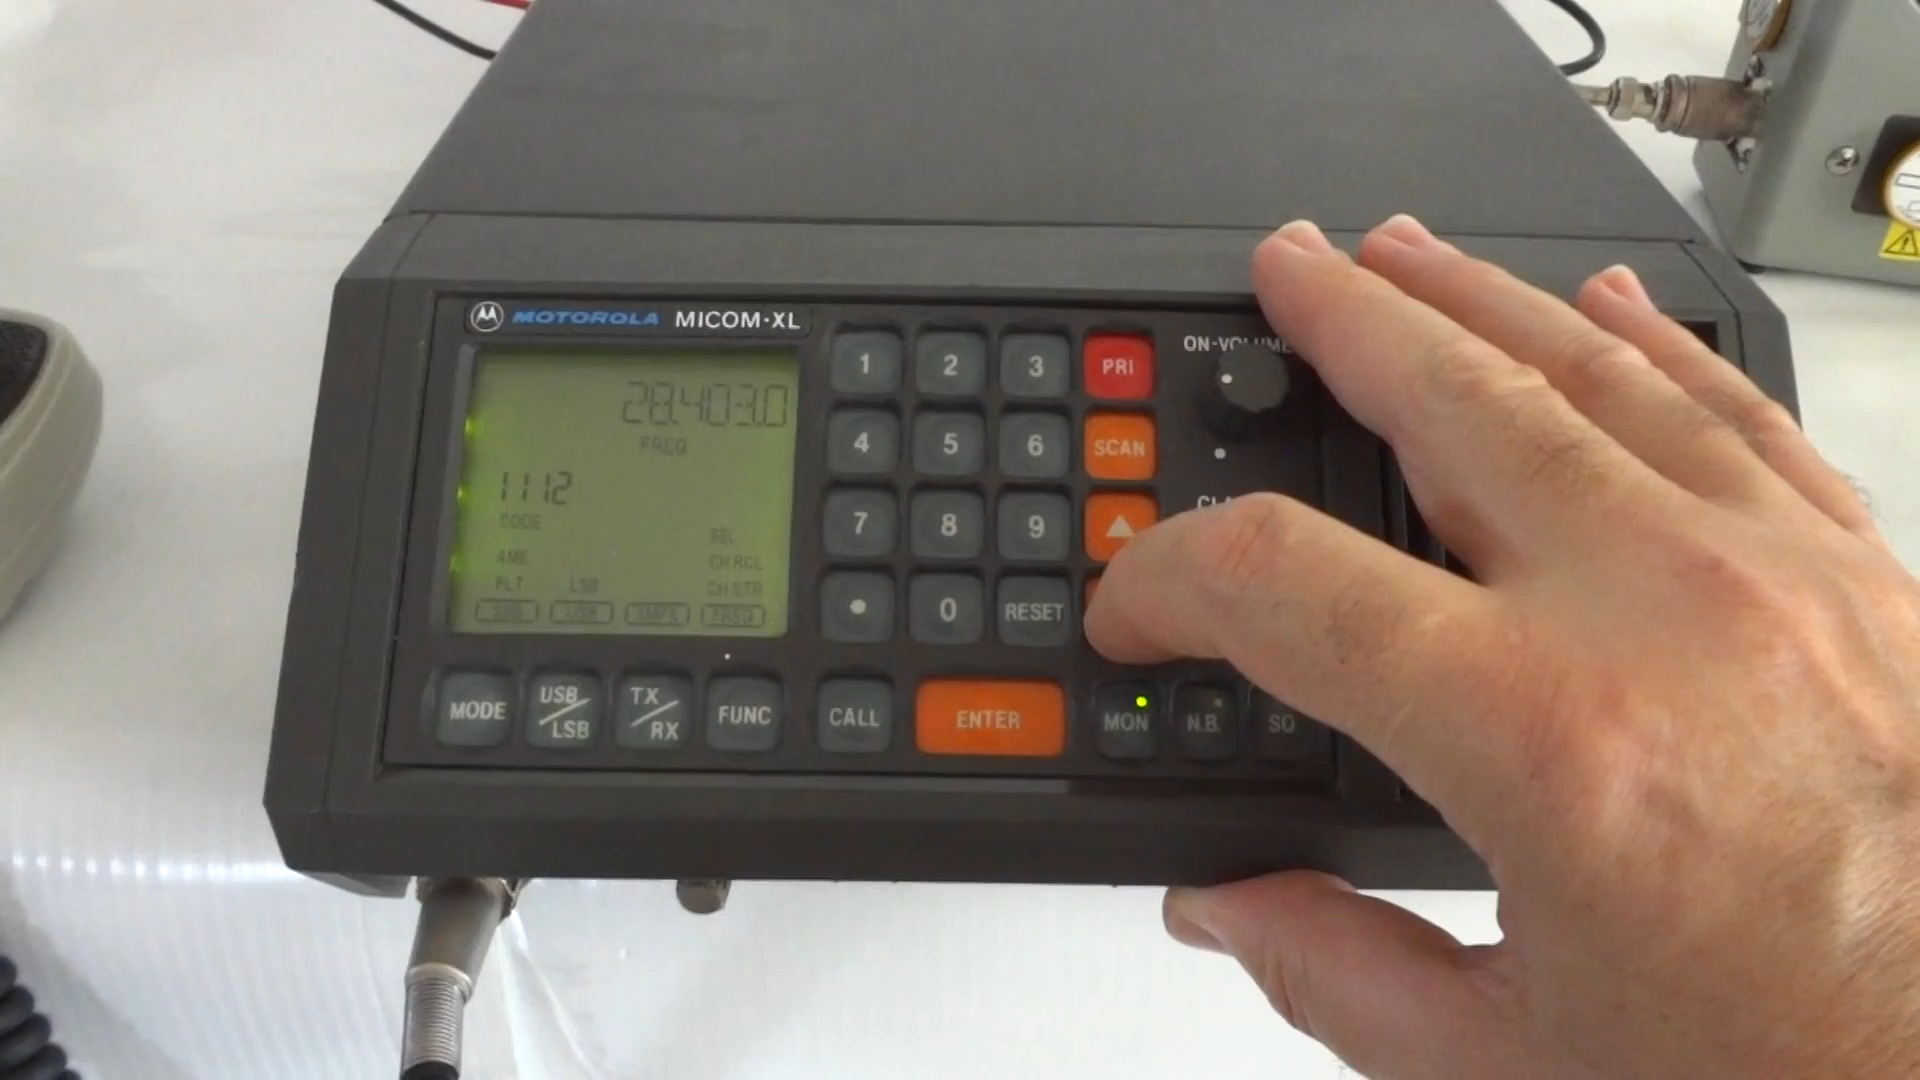 MOTOROLA MICOM·XL
28.403.0
FREQ
1112
CODE
SEL
AME
CH RCL
PLT LSB
CH STR
USB
FREQ
1 2 3 PRI
4 5 6 SCAN
7 8 9
0 RESET
ON-VOLUME
MODE
USB/LSB
TX/RX
FUNC
CALL
ENTER
MON
N.B.
SQ